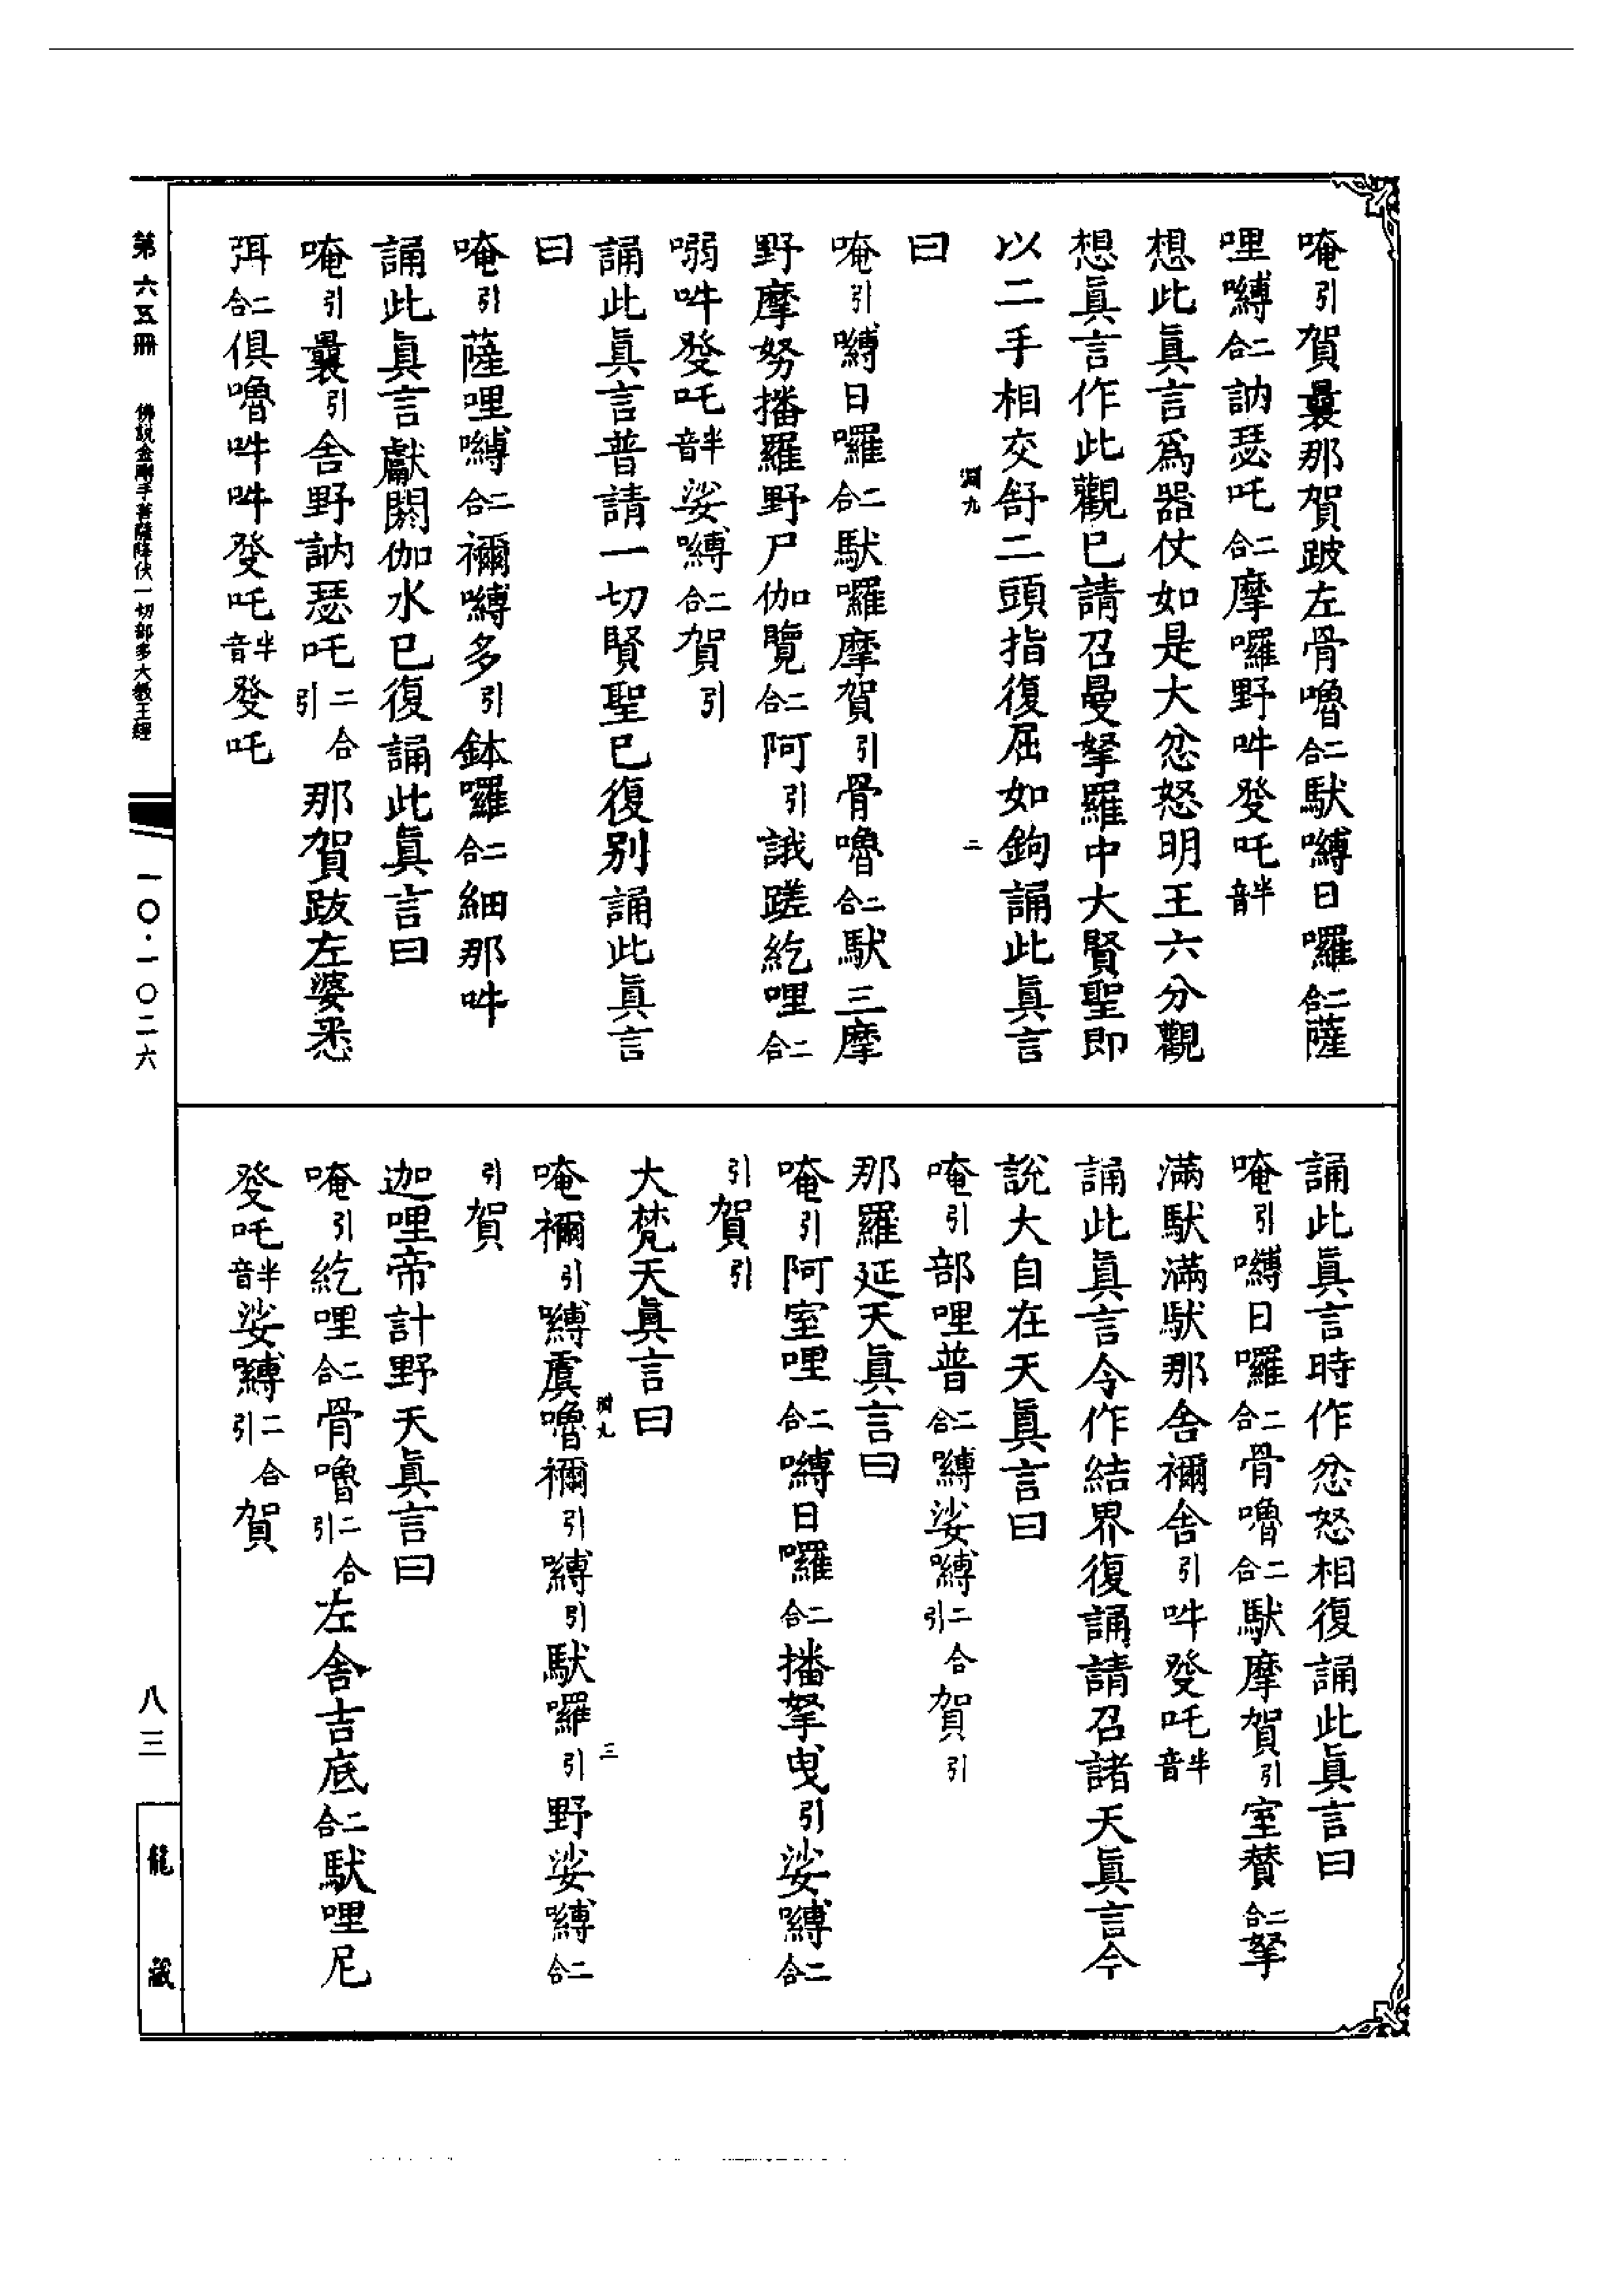 唵引賀曩那賀跛左骨嚕二合馱嚩日囉二合薩
哩嚩二合訥瑟吒二合摩囉野吽發吒半音
想此真言爲器仗如是大忿怒明王六分觀
想真言作此觀已請召曼拏羅中大賢聖即
以二手相交舒二頭指復屈如鉤誦此真言
曰
唵引嚩日囉二合馱囉摩賀引骨嚕二合馱三摩
野摩努播羅野尸伽覽二合阿引誐蹉紇哩二合
嗍吽發吒半音娑嚩二合賀引
誦此真言普請一切賢聖已復別誦此真言
曰
唵引薩哩嚩二合禰嚩多引鉢囉二合細那吽
誦此真言獻閼伽水已復誦此真言曰
唵引曩引舍野訥瑟吒二合引那賀跛左婆悉
弭二合俱嚕吽吽發吒半音發吒
誦此真言時作忿怒相復誦此真言曰
唵引嚩日囉二合骨嚕二合馱摩賀引室贊二合拏
滿馱滿馱那舍禰舍引吽發吒半音
誦此真言令作結界復誦請召諸天真言今
說大自在天真言曰
唵引部哩普二合嚩娑嚩二合引賀引
那羅延天真言曰
唵引阿室哩二合嚩日囉二合播拏曳引娑嚩二合
引賀引
大梵天真言曰
唵禰引嚩虞嚕禰引嚩引馱囉引野娑嚩二合
引賀
迦哩帝計野天真言曰
唵引紇哩二合骨嚕二合引左舍吉底二合馱哩尼
發吒半音娑嚩二合引賀
淵九
二
淵九
三
第六五冊
佛說金剛手菩薩降伏一切部多大教王經
一〇·一〇二六
八三
龍藏